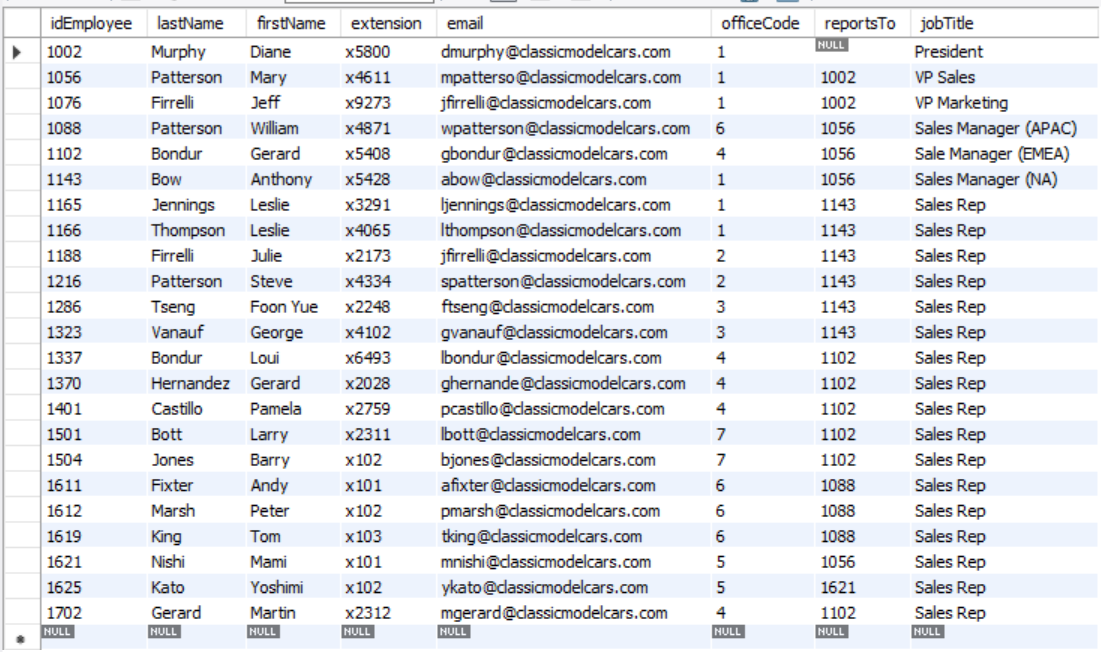 idEmployee lastName firstName extension email officeCode reportsTo jobTitle
1002 Murphy Diane x5800 dmurphy@classicmodelcars.com 1 NULL President
1056 Patterson Mary x4611 mpatterso@classicmodelcars.com 1 1002 VP Sales
1076 Firrelli Jeff x9273 jfirrelli@classicmodelcars.com 1 1002 VP Marketing
1088 Patterson William x4871 wpatterson@classicmodelcars.com 6 1056 Sales Manager (APAC)
1102 Bondur Gerard x5408 gbondur@classicmodelcars.com 4 1056 Sale Manager (EMEA)
1143 Bow Anthony x5428 abow@classicmodelcars.com 1 1056 Sales Manager (NA)
1165 Jennings Leslie x3291 ljennings@classicmodelcars.com 1 1143 Sales Rep
1166 Thompson Leslie x4065 lthompson@classicmodelcars.com 1 1143 Sales Rep
1188 Firrelli Julie x2173 jfirrelli@classicmodelcars.com 2 1143 Sales Rep
1216 Patterson Steve x4334 spatterson@classicmodelcars.com 2 1143 Sales Rep
1286 Tseng Foon Yue x2248 ftseng@classicmodelcars.com 3 1143 Sales Rep
1323 Vanauf George x4102 gvanauf@classicmodelcars.com 3 1143 Sales Rep
1337 Bondur Loui x6493 lbondur@classicmodelcars.com 4 1102 Sales Rep
1370 Hernandez Gerard x2028 ghernande@classicmodelcars.com 4 1102 Sales Rep
1401 Castillo Pamela x2759 pcastillo@classicmodelcars.com 4 1102 Sales Rep
1501 Bott Larry x2311 lbott@classicmodelcars.com 7 1102 Sales Rep
1504 Jones Barry x102 bjones@classicmodelcars.com 7 1102 Sales Rep
1611 Fixter Andy x101 afixter@classicmodelcars.com 6 1088 Sales Rep
1612 Marsh Peter x102 pmarsh@classicmodelcars.com 6 1088 Sales Rep
1619 King Tom x103 tking@classicmodelcars.com 6 1088 Sales Rep
1621 Nishi Mami x101 mnishi@classicmodelcars.com 5 1056 Sales Rep
1625 Kato Yoshimi x102 ykato@classicmodelcars.com 5 1621 Sales Rep
1702 Gerard Martin x2312 mgerard@classicmodelcars.com 4 1102 Sales Rep
NULL NULL NULL NULL NULL NULL NULL NULL